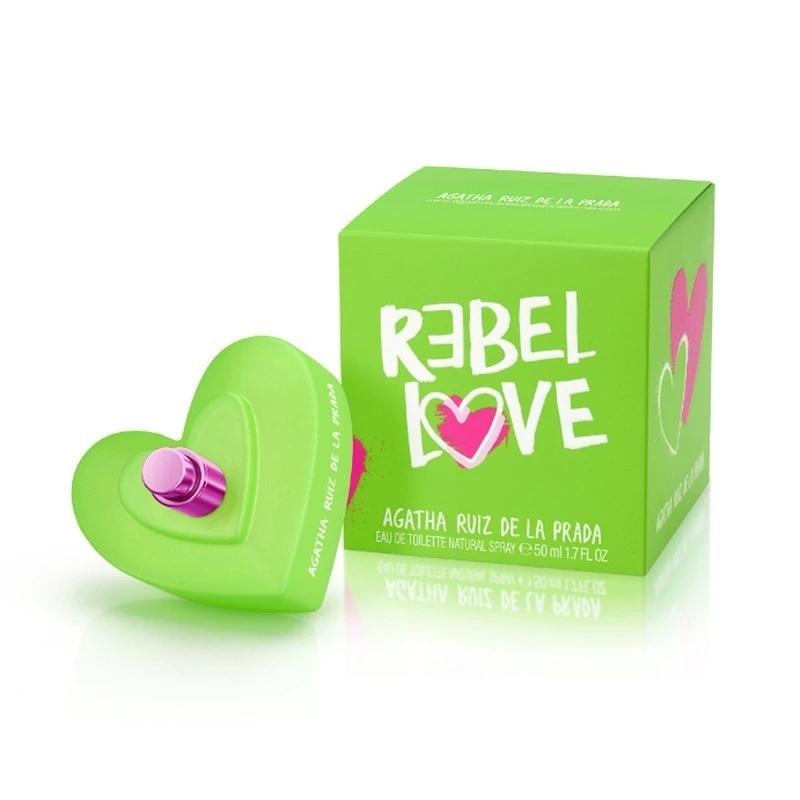 AGATHA RUIZ DE LA PRADA
RƎBEL
LOVE
AGATHA RUIZ DE LA PRADA
EAU DE TOILETTE NATURAL SPRAY ℮ 50 ml 1.7 FL OZ
AGATHA RUIZ DE LA PRADA
AGATHA RUIZ DE LA PRADA